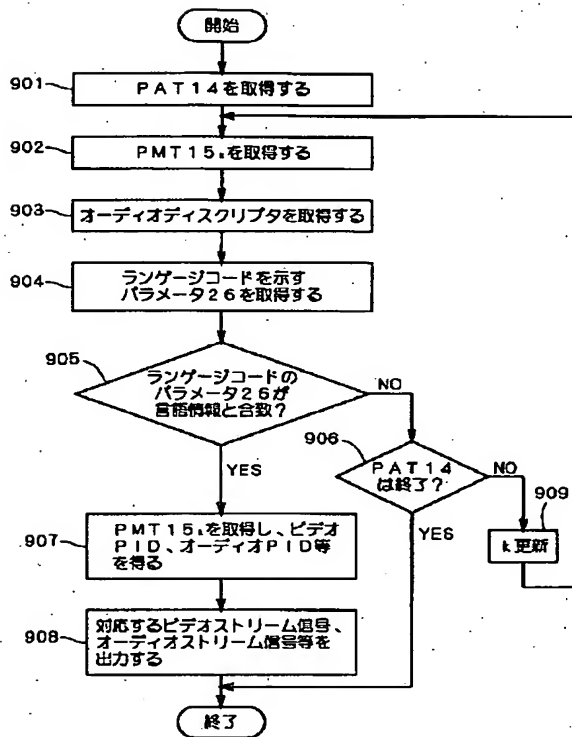 開始
901
PAT14を取得する
902
PMT15ₖを取得する
903
オーディオディスクリプタを取得する
904
ランゲージコードを示す
パラメータ26を取得する
905
ランゲージコードの
パラメータ26が
言語情報と合致?
NO
YES
906
PAT14
は終了?
NO
YES
909
k更新
907
PMT15ₖを取得し、ビデオ
PID、オーディオPID等
を得る
908
対応するビデオストリーム信号、
オーディオストリーム信号等を
出力する
終了